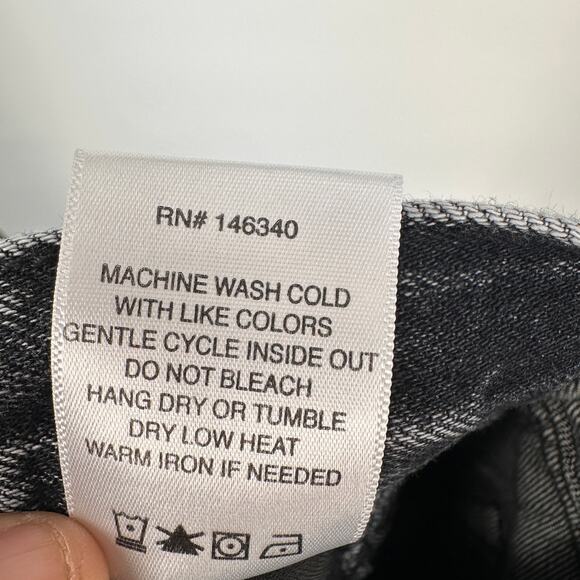 RN# 146340
MACHINE WASH COLD
WITH LIKE COLORS
GENTLE CYCLE INSIDE OUT
DO NOT BLEACH
HANG DRY OR TUMBLE
DRY LOW HEAT
WARM IRON IF NEEDED